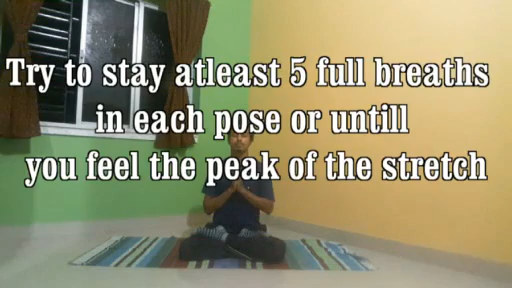 Try to stay atleast 5 full breaths
in each pose or untill
you feel the peak of the stretch